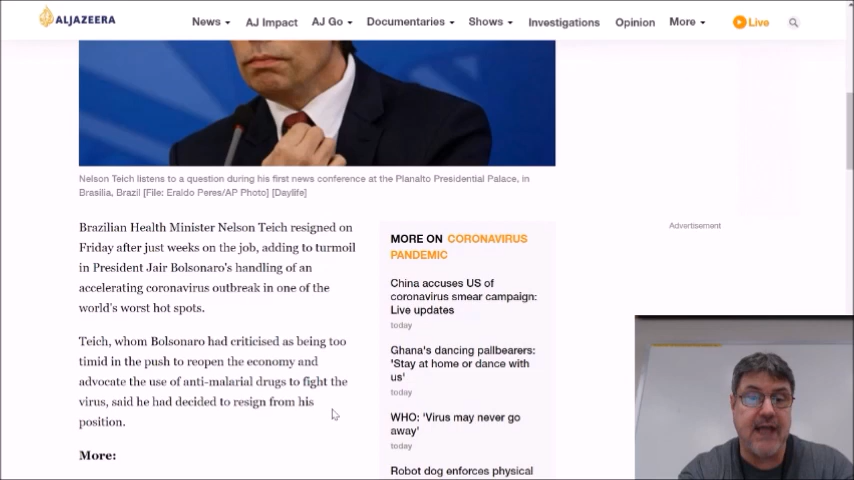 ALJAZEERA
News
AJ Impact
AJ Go
Documentaries
Shows
Investigations
Opinion
More
Live
Nelson Teich listens to a question during his first news conference at the Planalto Presidential Palace, in
Brasilia, Brazil [File: Eraldo Peres/AP Photo] [Daylife]
Brazilian Health Minister Nelson Teich resigned on
Friday after just weeks on the job, adding to turmoil
in President Jair Bolsonaro's handling of an
accelerating coronavirus outbreak in one of the
world's worst hot spots.
Teich, whom Bolsonaro had criticised as being too
timid in the push to reopen the economy and
advocate the use of anti-malarial drugs to fight the
virus, said he had decided to resign from his
position.
More:
MORE ON CORONAVIRUS
PANDEMIC
China accuses US of
coronavirus smear campaign:
Live updates
today
Ghana's dancing pallbearers:
'Stay at home or dance with
us'
today
WHO: 'Virus may never go
away'
today
Robot dog enforces physical
Advertisement